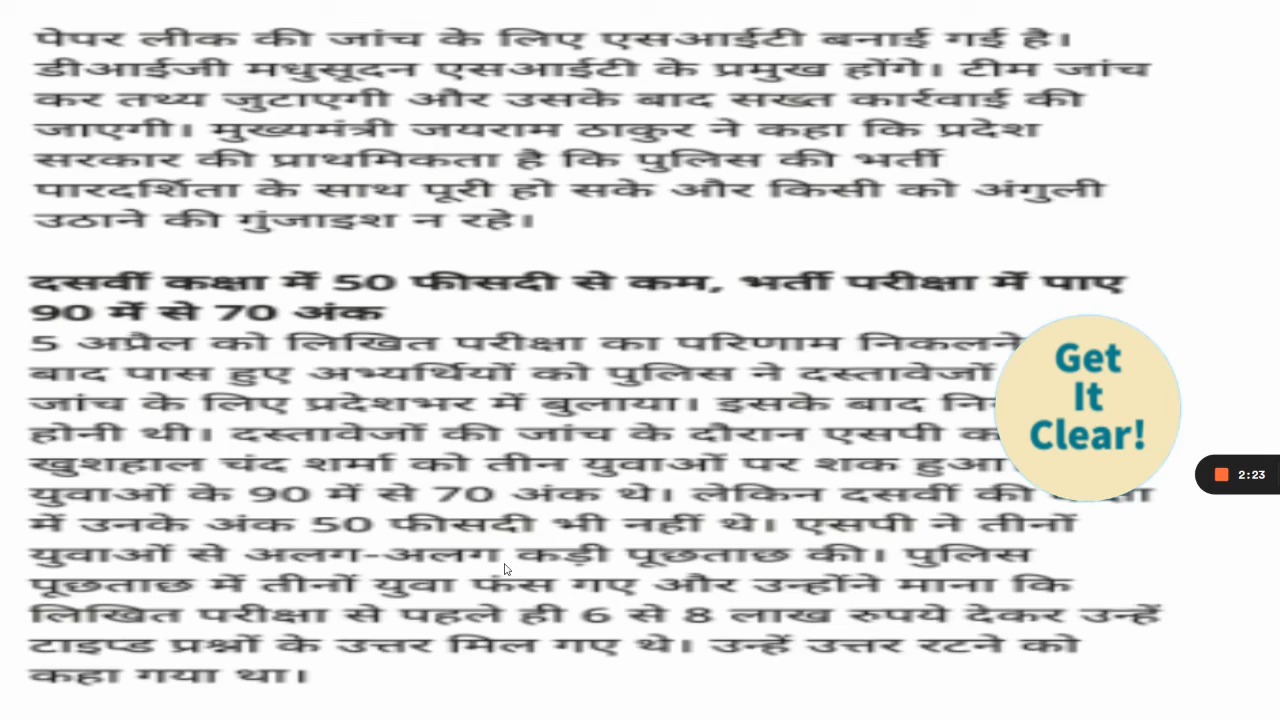 पेपर लीक की जांच के लिए एसआईटी बनाई गई है।
डीआईजी मधुसूदन एसआईटी के प्रमुख होंगे। टीम जांच
कर तथ्य जुटाएगी और उसके बाद सख्त कार्रवाई की
जाएगी। मुख्यमंत्री जयराम ठाकुर ने कहा कि प्रदेश
सरकार की प्राथमिकता है कि पुलिस की भर्ती
पारदर्शिता के साथ पूरी हो सके और किसी को अंगुली
उठाने की गुंजाइश न रहे।
दसवीं कक्षा में 50 फीसदी से कम, भर्ती परीक्षा में पाए
90 में से 70 अंक
5 अप्रैल को लिखित परीक्षा का परिणाम निकलने
बाद पास हुए अभ्यर्थियों को पुलिस ने दस्तावेजों
जांच के लिए प्रदेशभर में बुलाया। इसके बाद
होनी थी। दस्तावेजों की जांच के दौरान एसपी
खुशहाल चंद शर्मा को तीन युवाओं पर शक हुआ
युवाओं के 90 में से 70 अंक थे। लेकिन दसवीं की
में उनके अंक 50 फीसदी भी नहीं थे। एसपी ने तीनों
युवाओं से अलग-अलग कड़ी पूछताछ की। पुलिस
पूछताछ में तीनों युवा फंस गए और उन्होंने माना कि
लिखित परीक्षा से पहले ही 6 से 8 लाख रुपये देकर उन्हें
टाइप्ड प्रश्नों के उत्तर मिल गए थे। उन्हें उत्तर रटने को
कहा गया था।
Get
It
Clear!
2:23